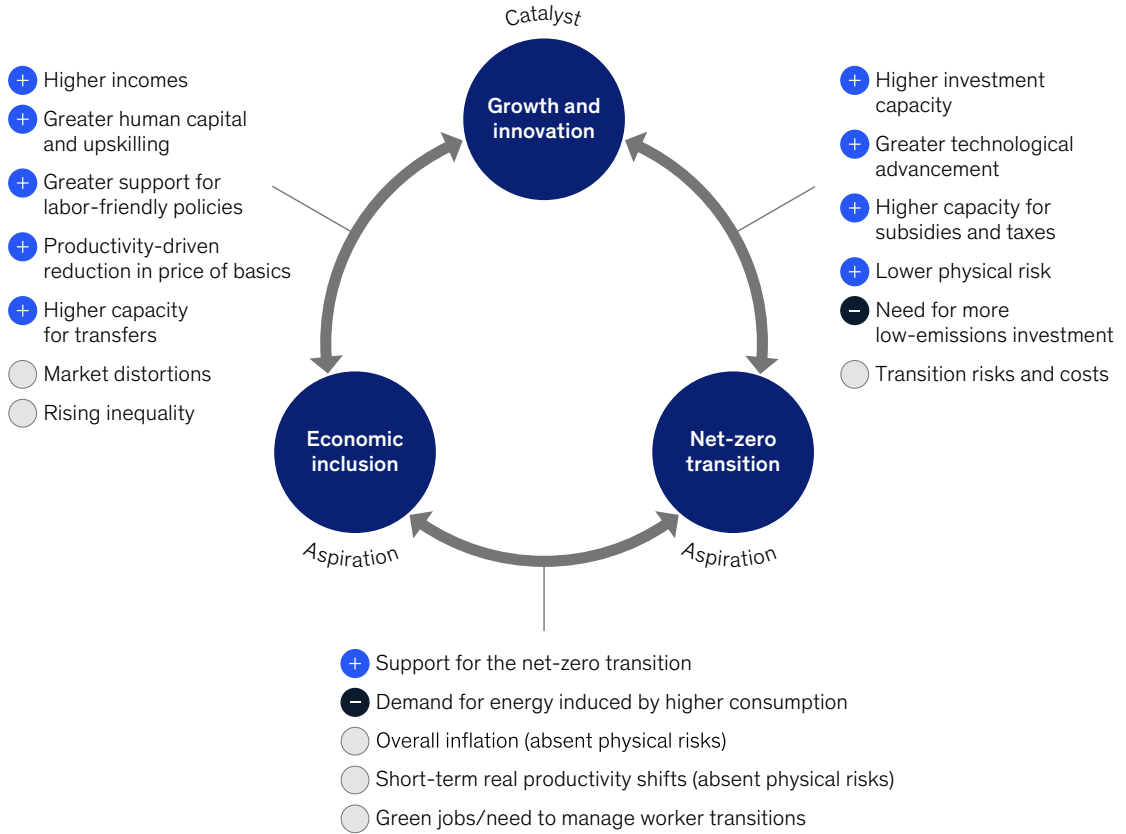 Catalyst
Growth and
innovation
+ Higher incomes
+ Greater human capital
and upskilling
+ Greater support for
labor-friendly policies
+ Productivity-driven
reduction in price of basics
+ Higher capacity
for transfers
Market distortions
Rising inequality
+ Higher investment
capacity
+ Greater technological
advancement
+ Higher capacity for
subsidies and taxes
+ Lower physical risk
− Need for more
low-emissions investment
Transition risks and costs
Economic
inclusion
Aspiration
Net-zero
transition
Aspiration
+ Support for the net-zero transition
− Demand for energy induced by higher consumption
Overall inflation (absent physical risks)
Short-term real productivity shifts (absent physical risks)
Green jobs/need to manage worker transitions